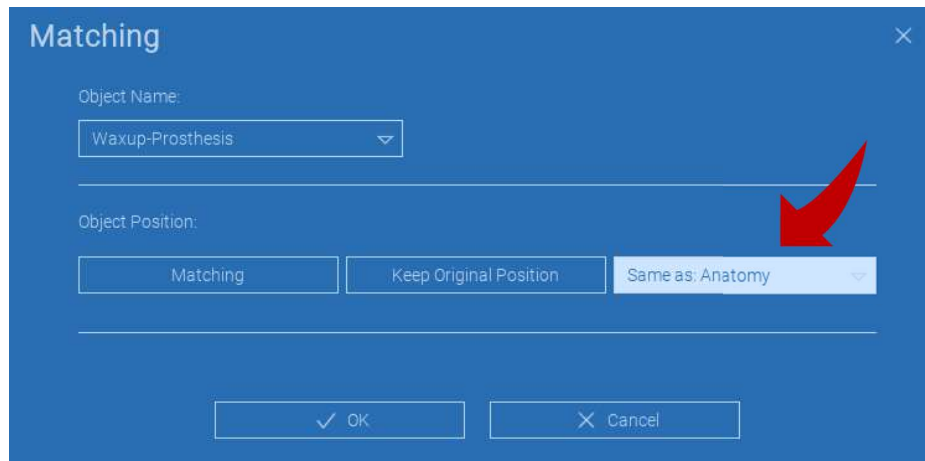 Matching
Object Name:
Waxup-Prosthesis
Object Position:
Matching
Keep Original Position
Same as: Anatomy
OK
Cancel